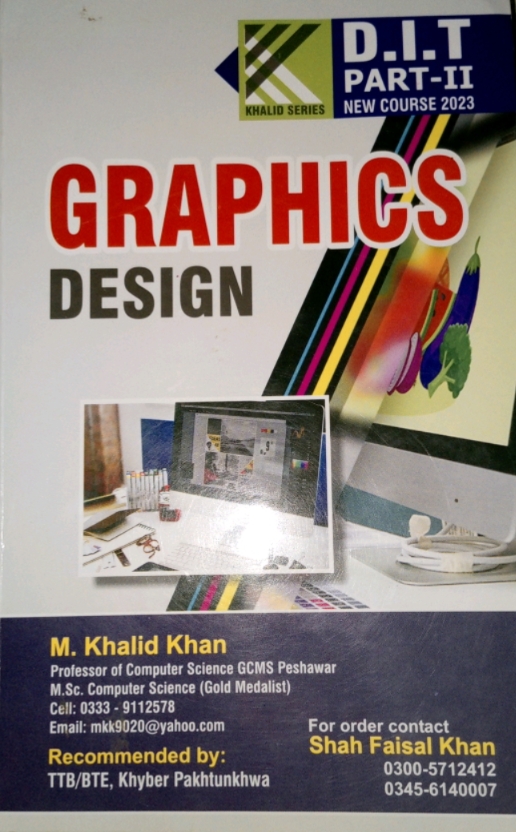 D.I.T
PART-II
KHALID SERIES
NEW COURSE 2023
GRAPHICS
DESIGN
M. Khalid Khan
Professor of Computer Science GCMS Peshawar
M.Sc. Computer Science (Gold Medalist)
Cell: 0333 - 9112578
Email: mkk9020@yahoo.com
Recommended by:
TTB/BTE, Khyber Pakhtunkhwa
For order contact
Shah Faisal Khan
0300-5712412
0345-6140007